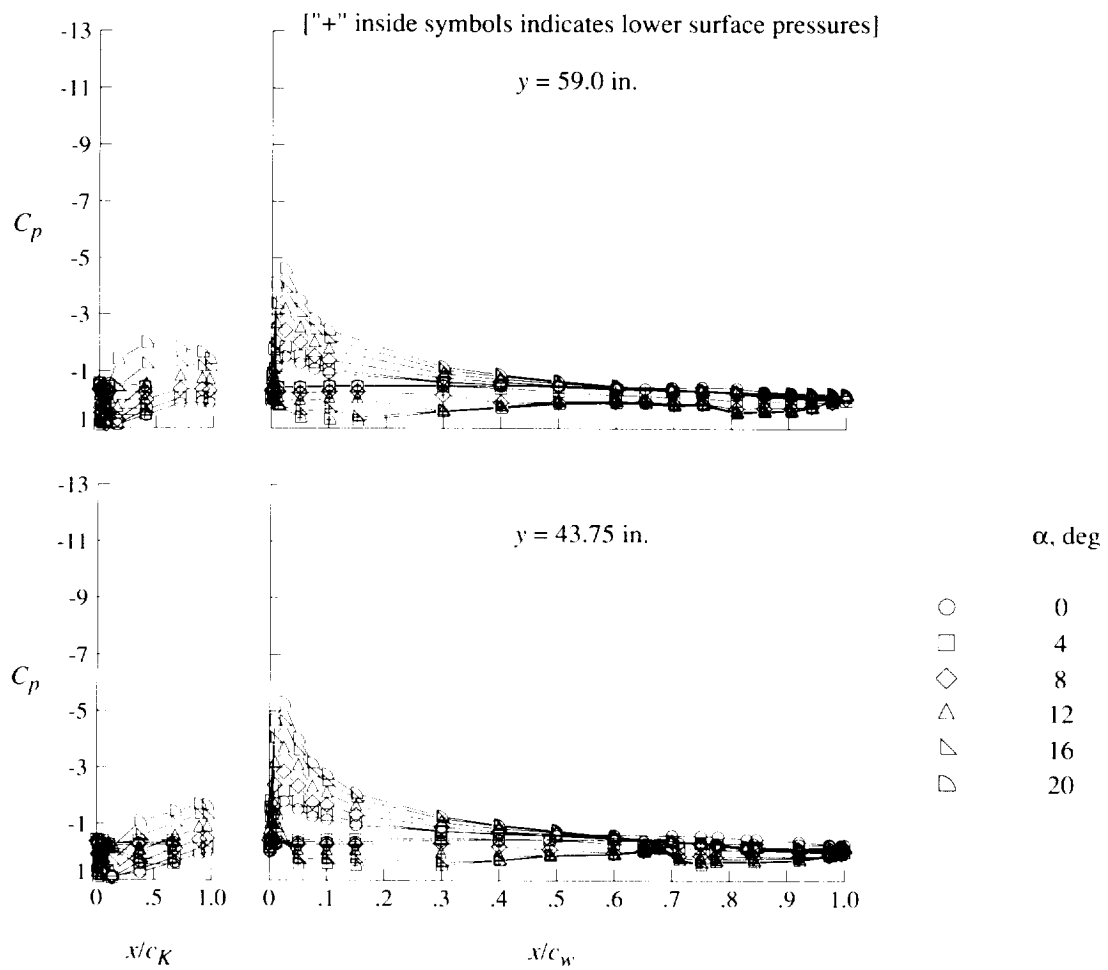 ["+" inside symbols indicates lower surface pressures]
-13
-11
-9
-7
-5
-3
-1
1
C_p
y = 59.0 in.
-13
-11
-9
-7
-5
-3
-1
1
C_p
y = 43.75 in.
α, deg
0
4
8
12
16
20
0 .5 1.0
0 .1 .2 .3 .4 .5 .6 .7 .8 .9 1.0
x/c_K
x/c_w